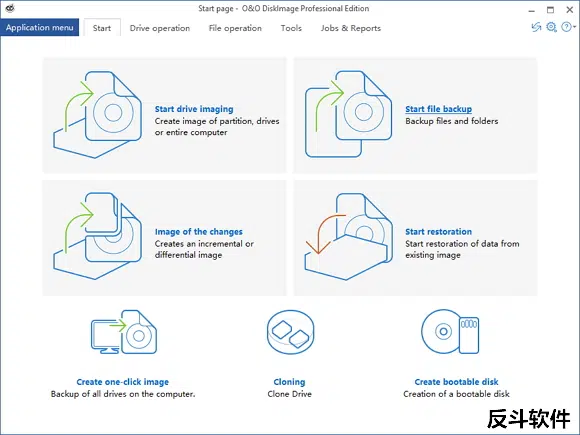 Start page - O&O DiskImage Professional Edition
Application menu Start Drive operation File operation Tools Jobs & Reports
Start drive imaging
Create image of partition, drives
or entire computer
Start file backup
Backup files and folders
Image of the changes
Creates an incremental or
differential image
Start restoration
Start restoration of data from
existing image
Create one-click image
Backup of all drives on the computer.
Cloning
Clone Drive
Create bootable disk
Creation of a bootable disk
反斗软件